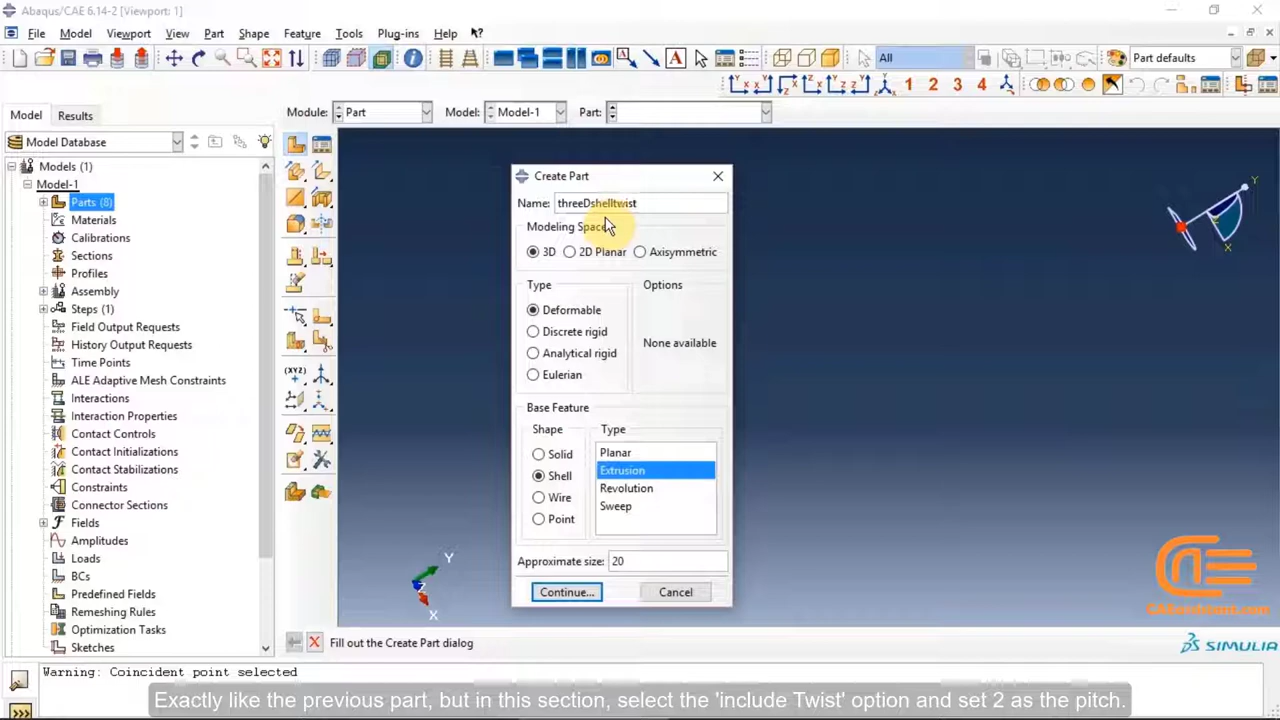 Abaqus/CAE 6.14-2 [Viewport: 1]
File Model Viewport View Part Shape Feature Tools Plug-ins Help
All Part defaults
1 2 3 4
Model Results Module: Part Model: Model-1 Part:
Model Database
Models (1)
Model-1
Parts (8)
Materials
Calibrations
Sections
Profiles
Assembly
Steps (1)
Field Output Requests
History Output Requests
Time Points
ALE Adaptive Mesh Constraints
Interactions
Interaction Properties
Contact Controls
Contact Initializations
Contact Stabilizations
Constraints
Connector Sections
Fields
Amplitudes
Loads
BCs
Predefined Fields
Remeshing Rules
Optimization Tasks
Sketches
Create Part
Name: threeDshelltwist
Modeling Space
3D 2D Planar Axisymmetric
Type Options
Deformable
Discrete rigid
None available
Analytical rigid
Eulerian
Base Feature
Shape Type
Solid Planar
Shell Extrusion
Wire Revolution
Point Sweep
Approximate size: 20
Continue... Cancel
Y
X
Y
Z
X
CAEassistant.com
Fill out the Create Part dialog
SIMULIA
Warning: Coincident point selected
Exactly like the previous part, but in this section, select the 'include Twist' option and set 2 as the pitch.
>>>